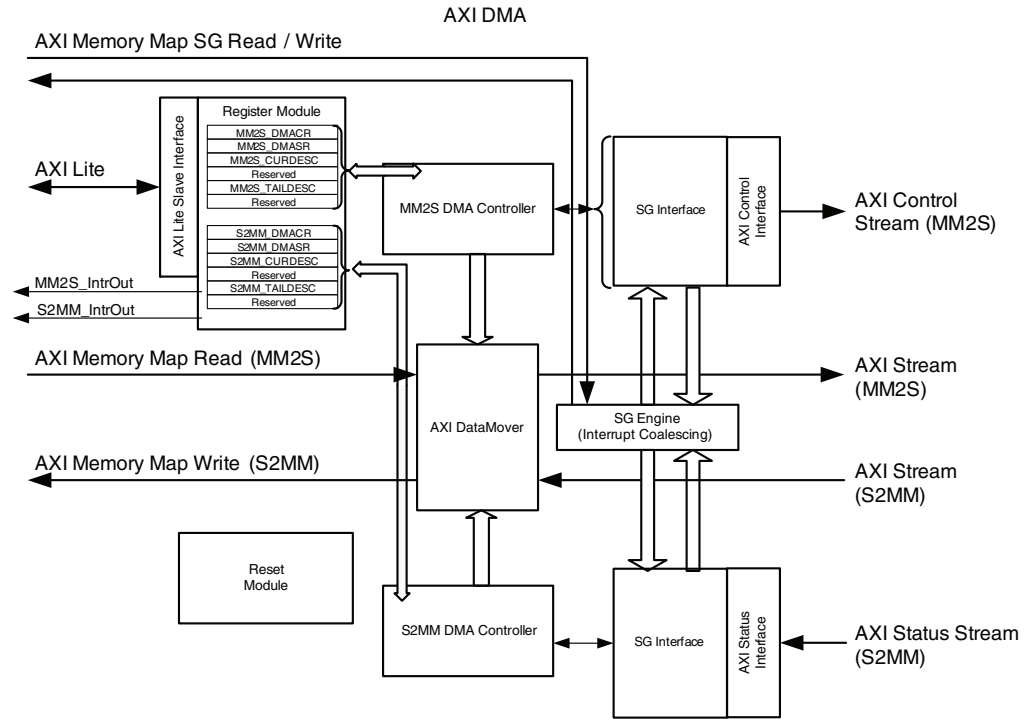 AXI DMA
AXI Memory Map SG Read / Write
Register Module
MM2S_DMACR
MM2S_DMASR
MM2S_CURDESC
Reserved
MM2S_TAILDESC
Reserved
S2MM_DMACR
S2MM_DMASR
S2MM_CURDESC
Reserved
S2MM_TAILDESC
Reserved
AXI Lite Slave Interface
AXI Lite
MM2S_IntrOut
S2MM_IntrOut
MM2S DMA Controller
SG Interface
AXI Control
Interface
AXI Control
Stream (MM2S)
AXI Memory Map Read (MM2S)
AXI Stream
(MM2S)
AXI DataMover
SG Engine
(Interrupt Coalescing)
AXI Memory Map Write (S2MM)
AXI Stream
(S2MM)
Reset
Module
S2MM DMA Controller
SG Interface
AXI Status
Interface
AXI Status Stream
(S2MM)